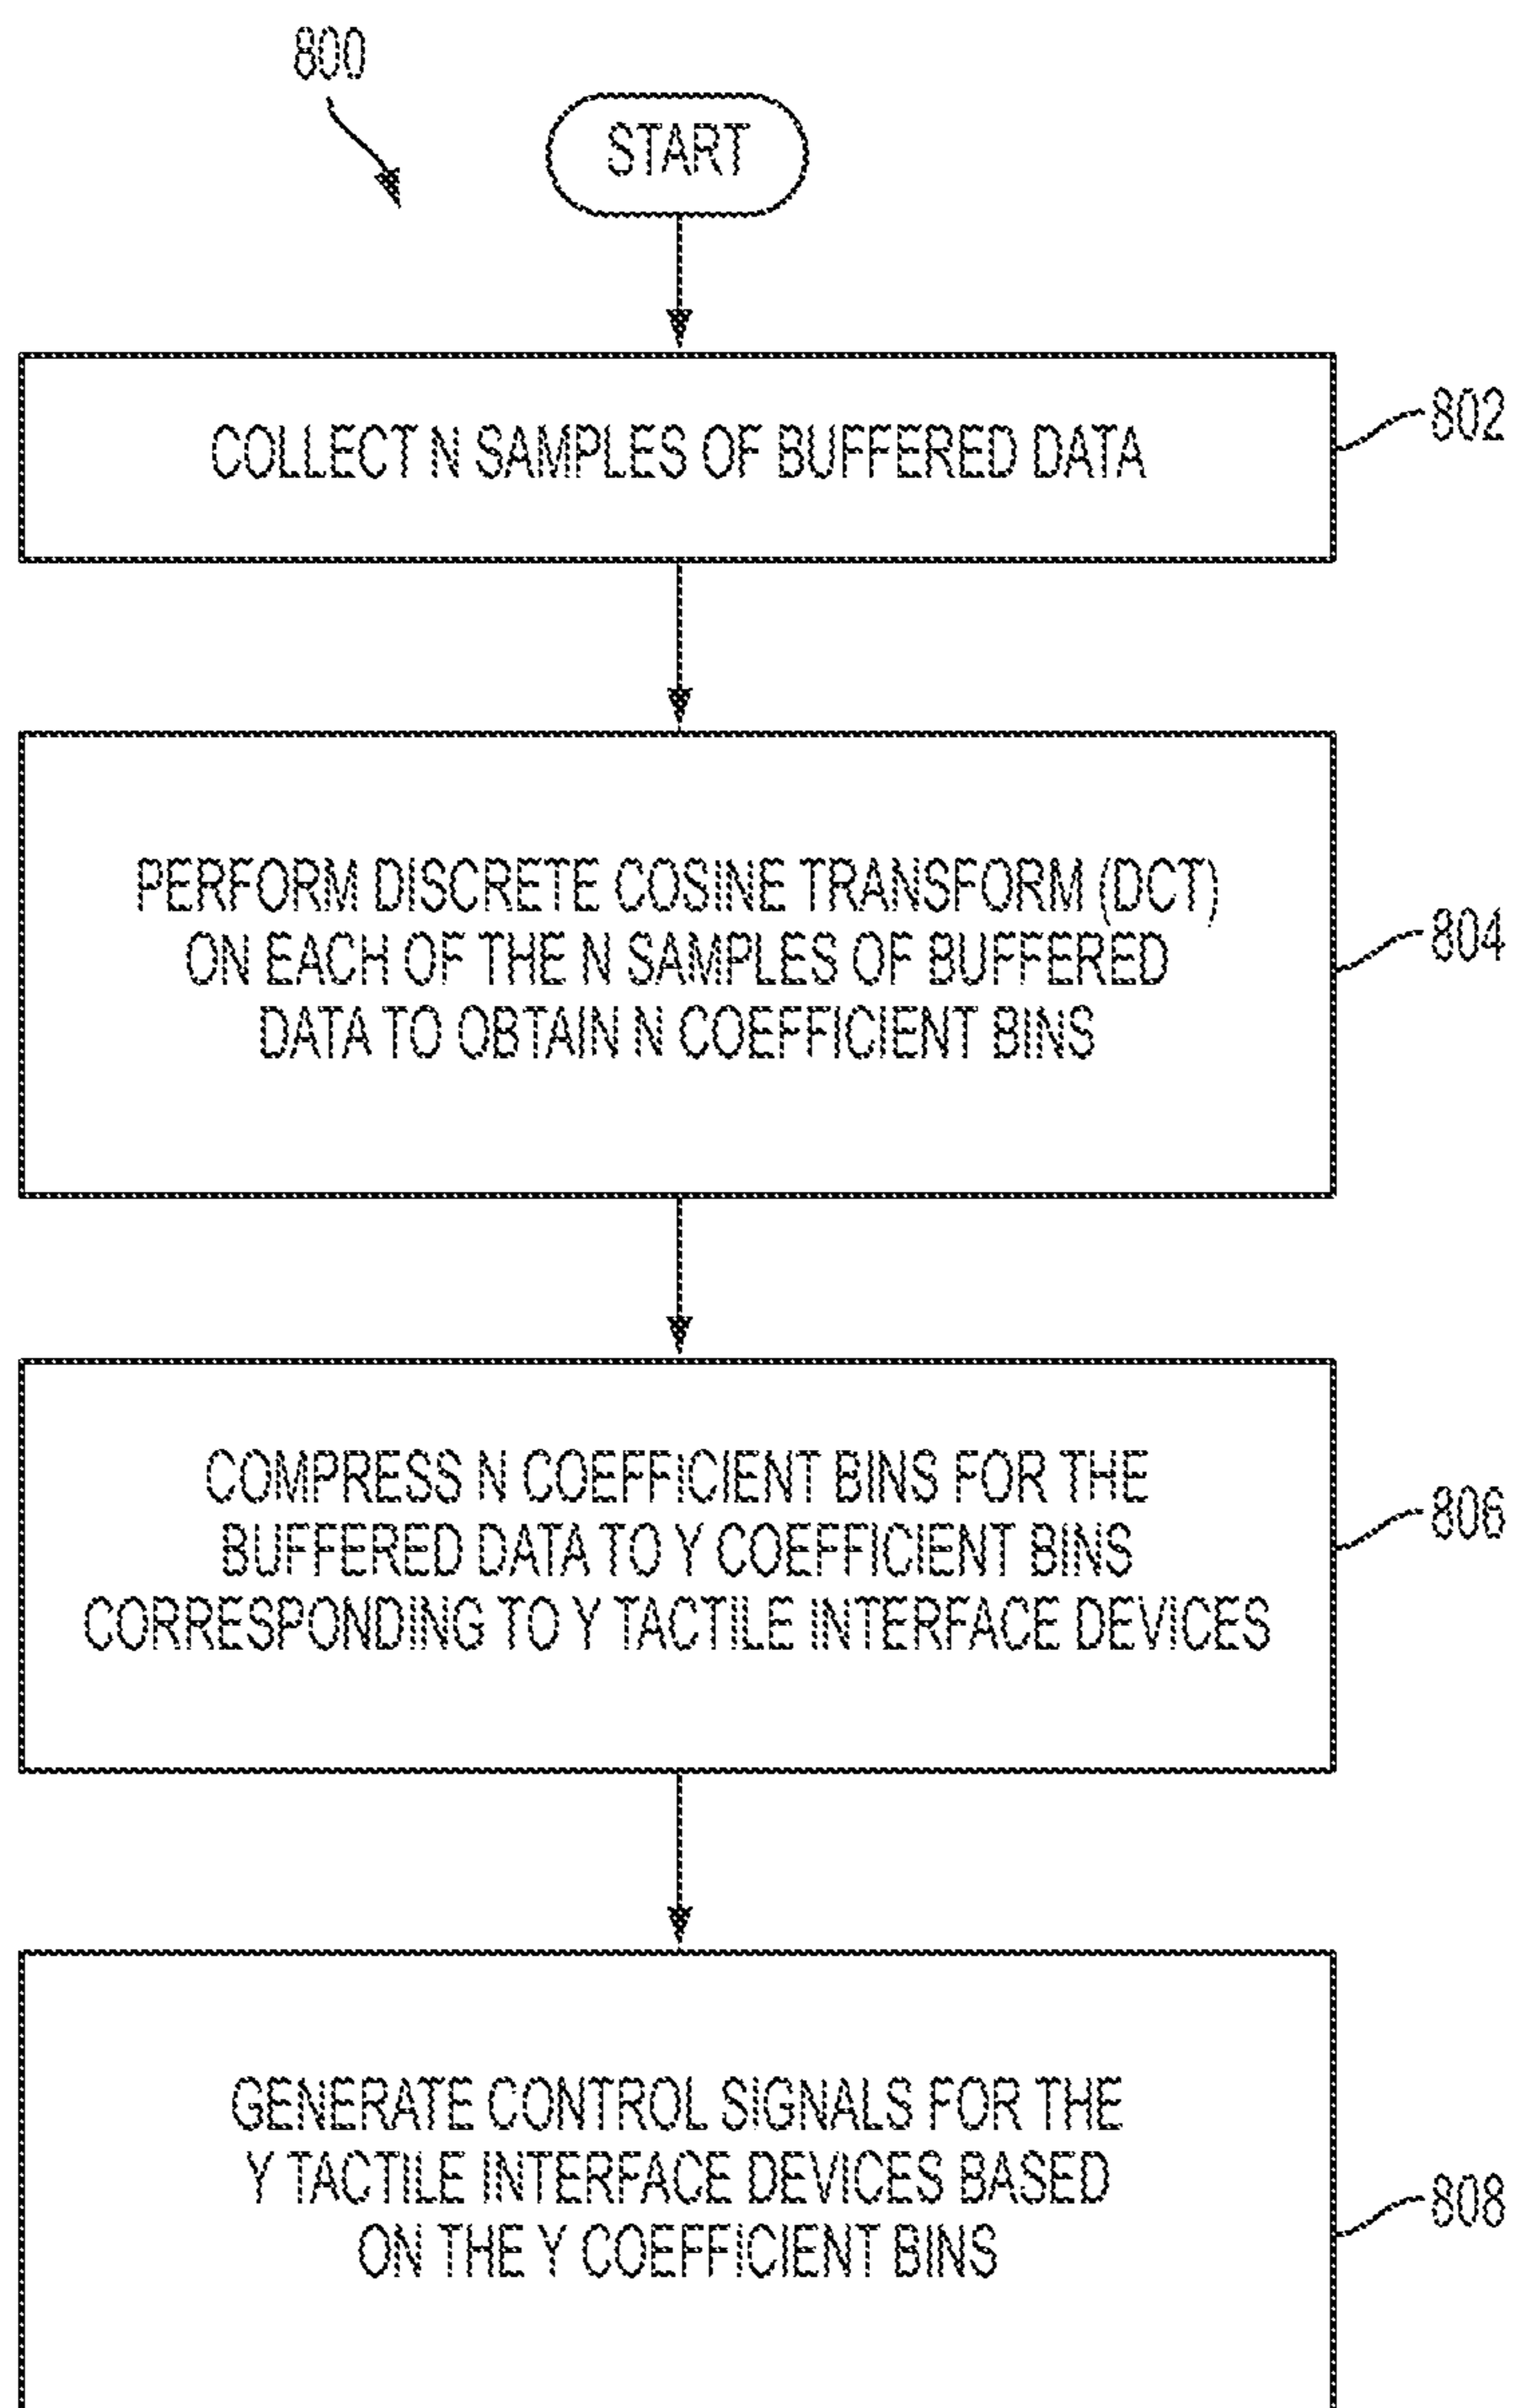 800
START
COLLECT N SAMPLES OF BUFFERED DATA
802
PERFORM DISCRETE COSINE TRANSFORM (DCT)
ON EACH OF THE N SAMPLES OF BUFFERED
DATA TO OBTAIN N COEFFICIENT BINS
804
COMPRESS N COEFFICIENT BINS FOR THE
BUFFERED DATA TO Y COEFFICIENT BINS
CORRESPONDING TO Y TACTILE INTERFACE DEVICES
806
GENERATE CONTROL SIGNALS FOR THE
Y TACTILE INTERFACE DEVICES BASED
ON THE Y COEFFICIENT BINS
808